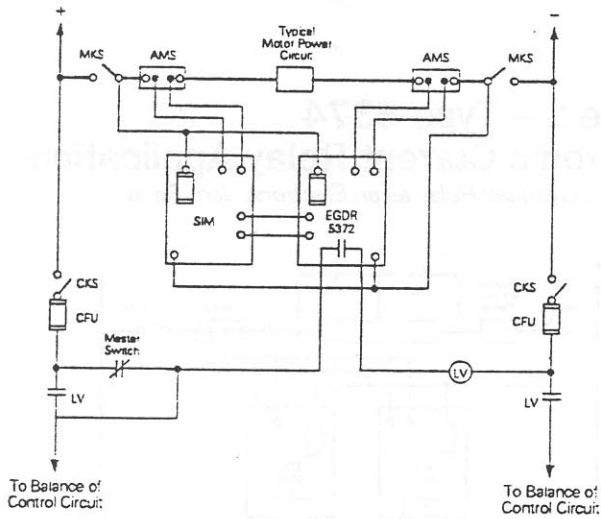 +
−
Typical
Motor Power
Circuit
MKS
AMS
AMS
MKS
SIM
EGDR
5372
CKS
CFU
CKS
CFU
Master
Switch
LV
LV
LV
To Balance of
Control Circuit
To Balance of
Control Circuit